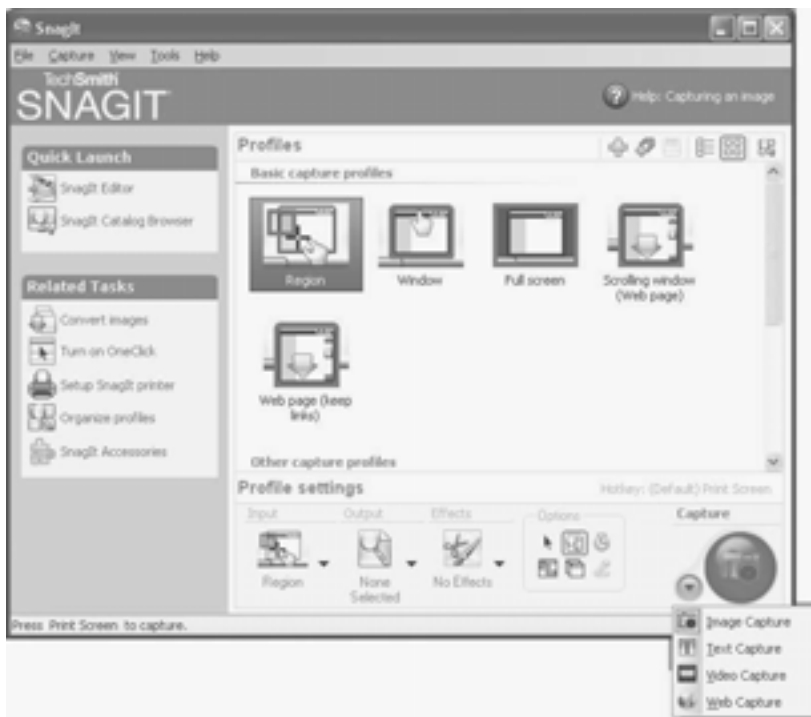 SnagIt
File Capture View Tools Help
TechSmith
SNAGIT
Help: Capturing an image
Quick Launch
SnagIt Editor
SnagIt Catalog Browser
Related Tasks
Convert images
Turn on OneClick
Setup SnagIt printer
Organize profiles
SnagIt Accessories
Profiles
Basic capture profiles
Region
Window
Full screen
Scrolling window
(Web page)
Web page (keep
links)
Other capture profiles
Profile settings
Hotkey: (Default) Print Screen
Input
Output
Effects
Options
Capture
Region
None
Selected
No Effects
Press Print Screen to capture.
Image Capture
Text Capture
Video Capture
Web Capture